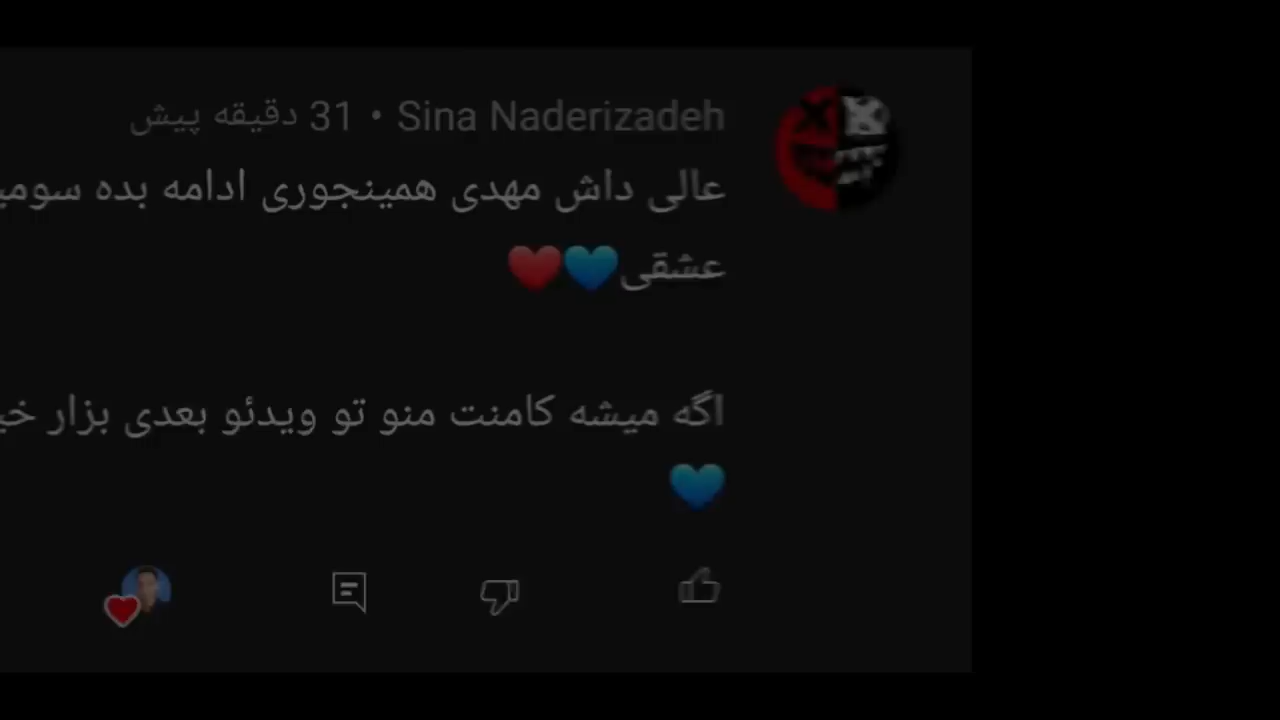 Sina Naderizadeh • 31 دقیقه پیش
عالی داش مهدی همینجوری ادامه بده
عشقی💙❤️
اگه میشه کامنت منو تو ویدئو بعدی بزار
💙